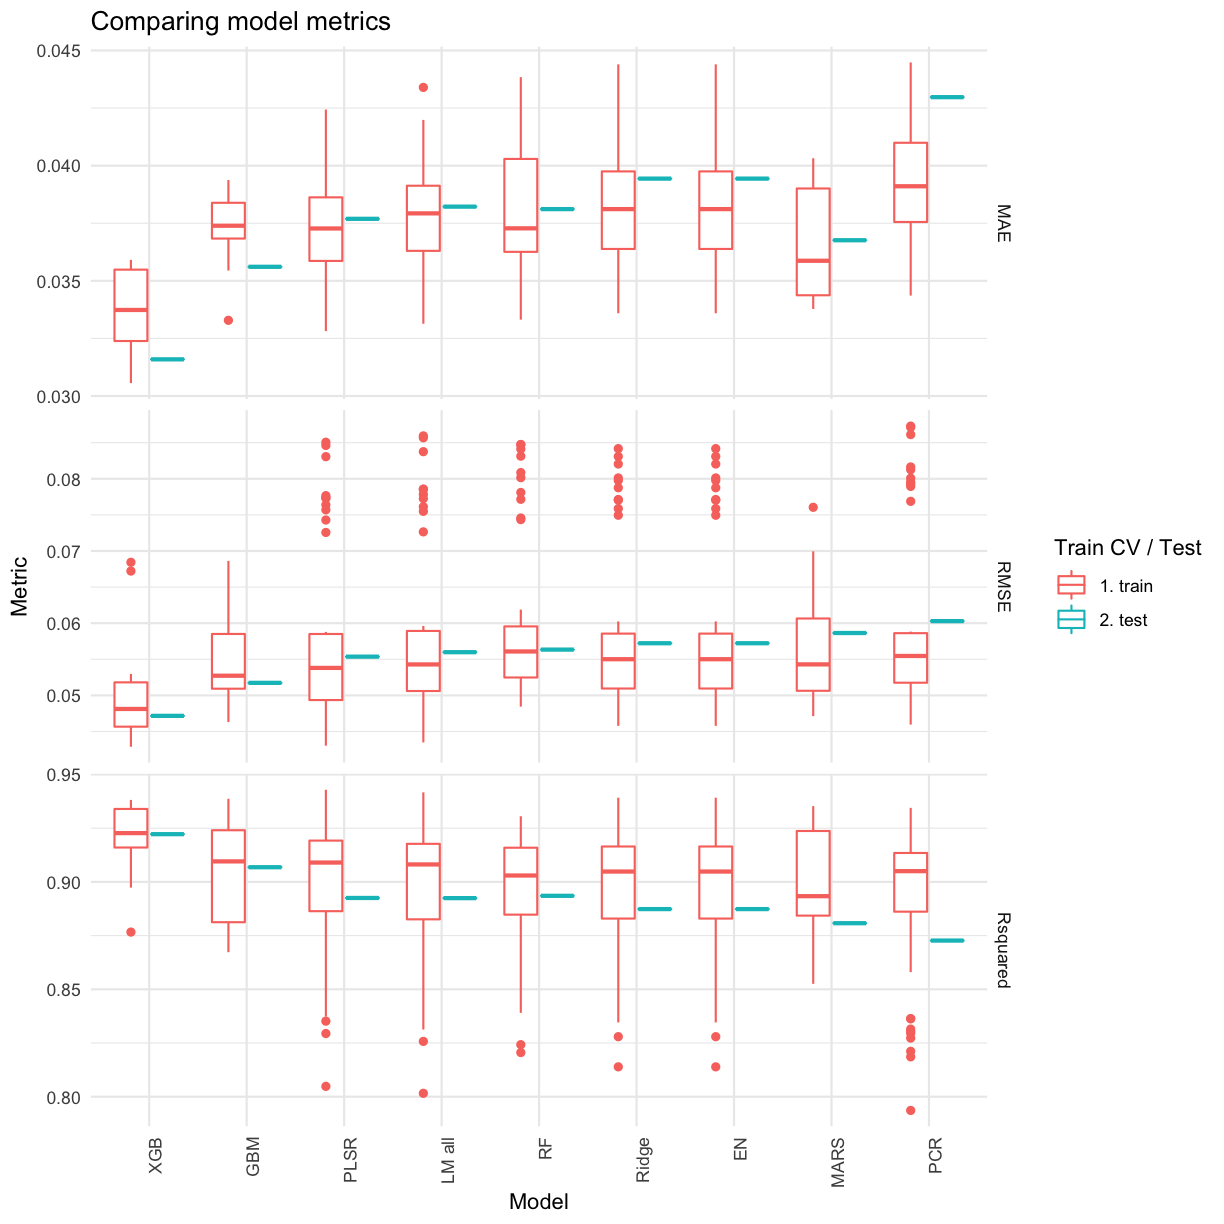 Comparing model metrics
0.045
0.040
0.035
0.030
MAE
0.08
0.07
0.06
0.05
RMSE
0.95
0.90
0.85
0.80
Rsquared
Metric
XGB
GBM
PLSR
LM all
RF
Ridge
EN
MARS
PCR
Model
Train CV / Test
1. train
2. test